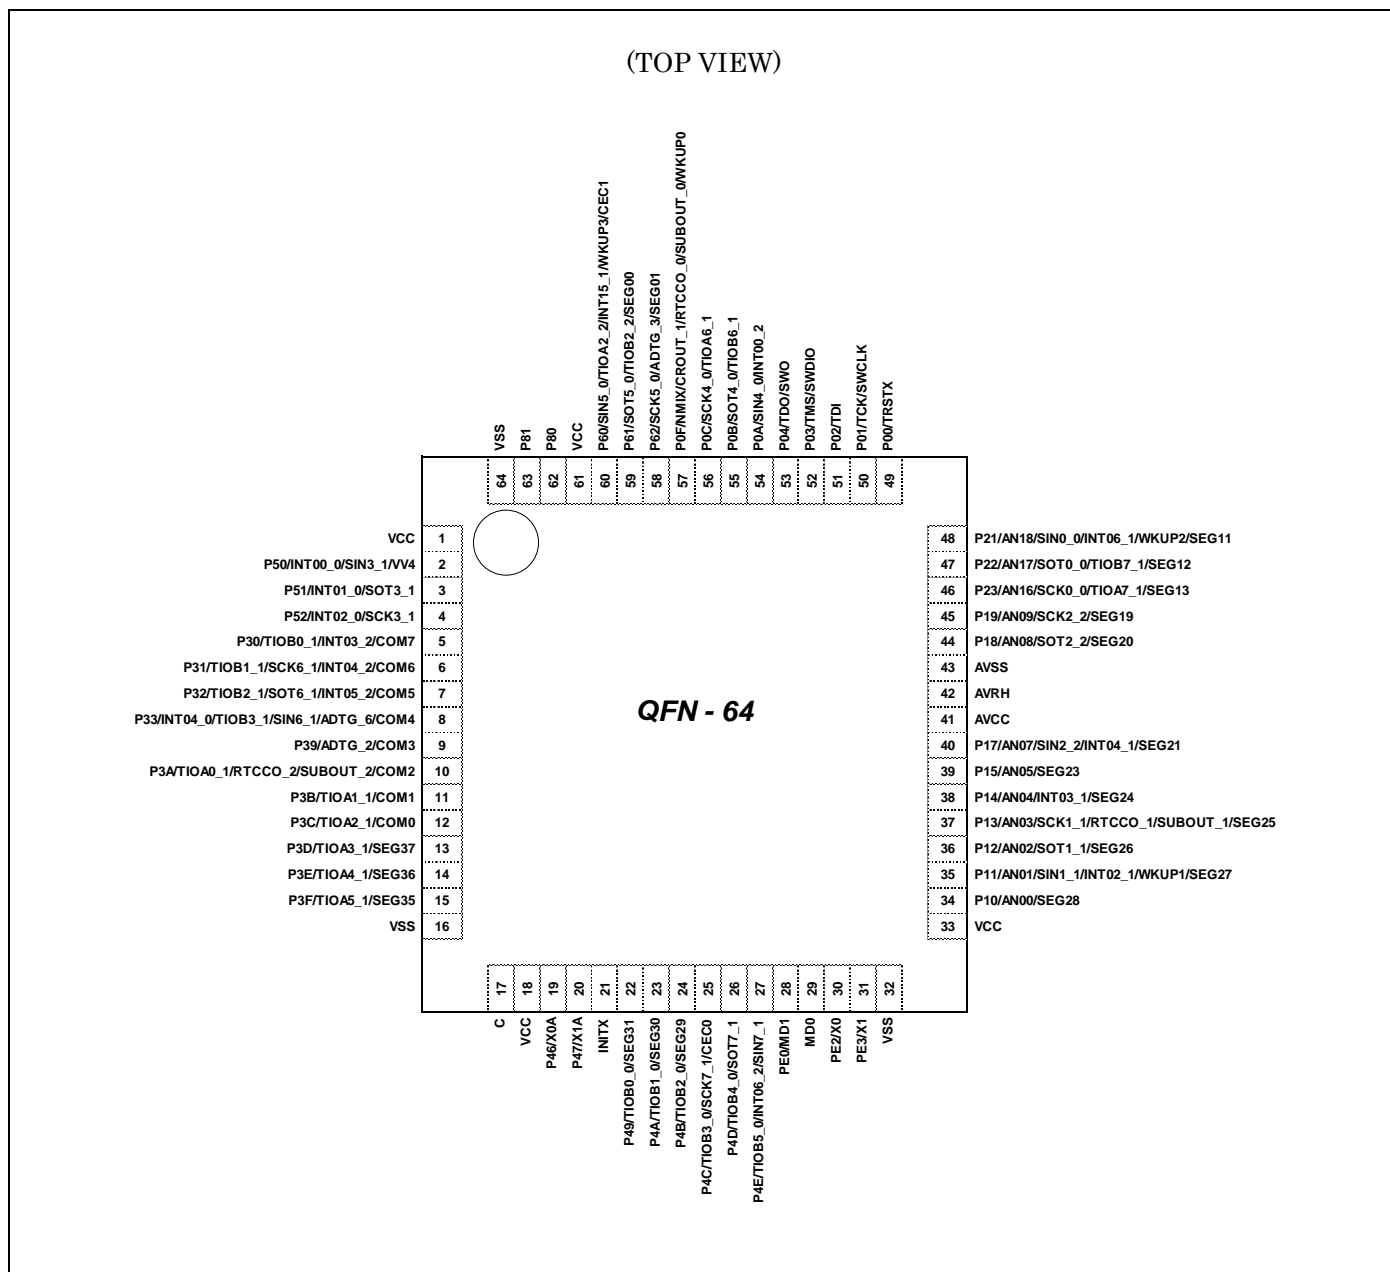 (TOP VIEW)
VSS
P81
P80
VCC
P60/SIN5_0/TIOA2_2/INT15_1/WKUP3/CEC1
P61/SOT5_0/TIOB2_2/SEG00
P62/SCK5_0/ADTG_3/SEG01
P0F/NMIX/CROUT_1/RTCCO_0/SUBOUT_0/WKUP0
P0C/SCK4_0/TIOA6_1
P0B/SOT4_0/TIOB6_1
P0A/SIN4_0/INT00_2
P04/TDO/SWO
P03/TMS/SWDIO
P02/TDI
P01/TCK/SWCLK
P00/TRSTX
64 63 62 61 60 59 58 57 56 55 54 53 52 51 50 49
VCC 1
P50/INT00_0/SIN3_1/VV4 2
P51/INT01_0/SOT3_1 3
P52/INT02_0/SCK3_1 4
P30/TIOB0_1/INT03_2/COM7 5
P31/TIOB1_1/SCK6_1/INT04_2/COM6 6
P32/TIOB2_1/SOT6_1/INT05_2/COM5 7
P33/INT04_0/TIOB3_1/SIN6_1/ADTG_6/COM4 8
P39/ADTG_2/COM3 9
P3A/TIOA0_1/RTCCO_2/SUBOUT_2/COM2 10
P3B/TIOA1_1/COM1 11
P3C/TIOA2_1/COM0 12
P3D/TIOA3_1/SEG37 13
P3E/TIOA4_1/SEG36 14
P3F/TIOA5_1/SEG35 15
VSS 16
QFN - 64
48 P21/AN18/SIN0_0/INT06_1/WKUP2/SEG11
47 P22/AN17/SOT0_0/TIOB7_1/SEG12
46 P23/AN16/SCK0_0/TIOA7_1/SEG13
45 P19/AN09/SCK2_2/SEG19
44 P18/AN08/SOT2_2/SEG20
43 AVSS
42 AVRH
41 AVCC
40 P17/AN07/SIN2_2/INT04_1/SEG21
39 P15/AN05/SEG23
38 P14/AN04/INT03_1/SEG24
37 P13/AN03/SCK1_1/RTCCO_1/SUBOUT_1/SEG25
36 P12/AN02/SOT1_1/SEG26
35 P11/AN01/SIN1_1/INT02_1/WKUP1/SEG27
34 P10/AN00/SEG28
33 VCC
17 18 19 20 21 22 23 24 25 26 27 28 29 30 31 32
C
VCC
P46/X0A
P47/X1A
INITX
P49/TIOB0_0/SEG31
P4A/TIOB1_0/SEG30
P4B/TIOB2_0/SEG29
P4C/TIOB3_0/SCK7_1/CEC0
P4D/TIOB4_0/SOT7_1
P4E/TIOB5_0/INT06_2/SIN7_1
PE0/MD1
MD0
PE2/X0
PE3/X1
VSS